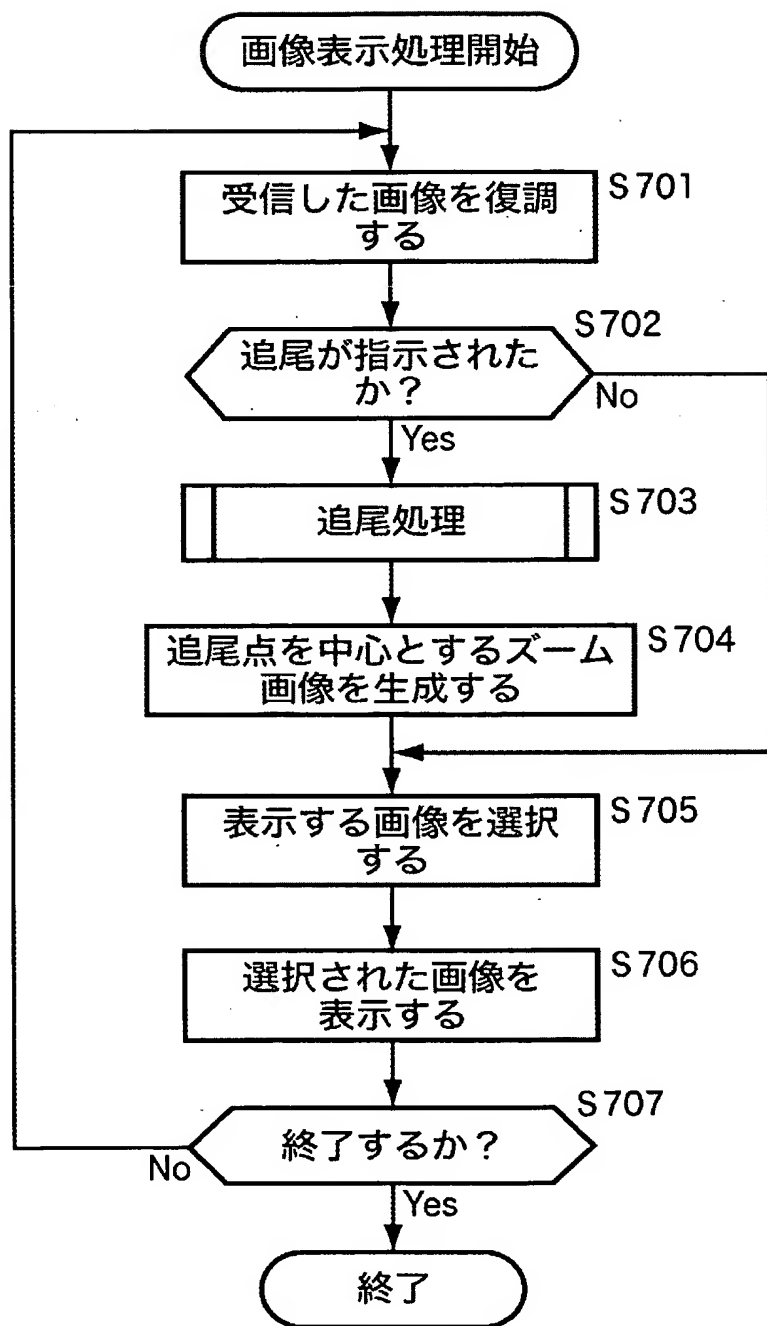 画像表示処理開始
受信した画像を復調
する
S701
追尾が指示された
か？
S702
No
Yes
追尾処理
S703
追尾点を中心とするズーム
画像を生成する
S704
表示する画像を選択
する
S705
選択された画像を
表示する
S706
終了するか？
S707
No
Yes
終了